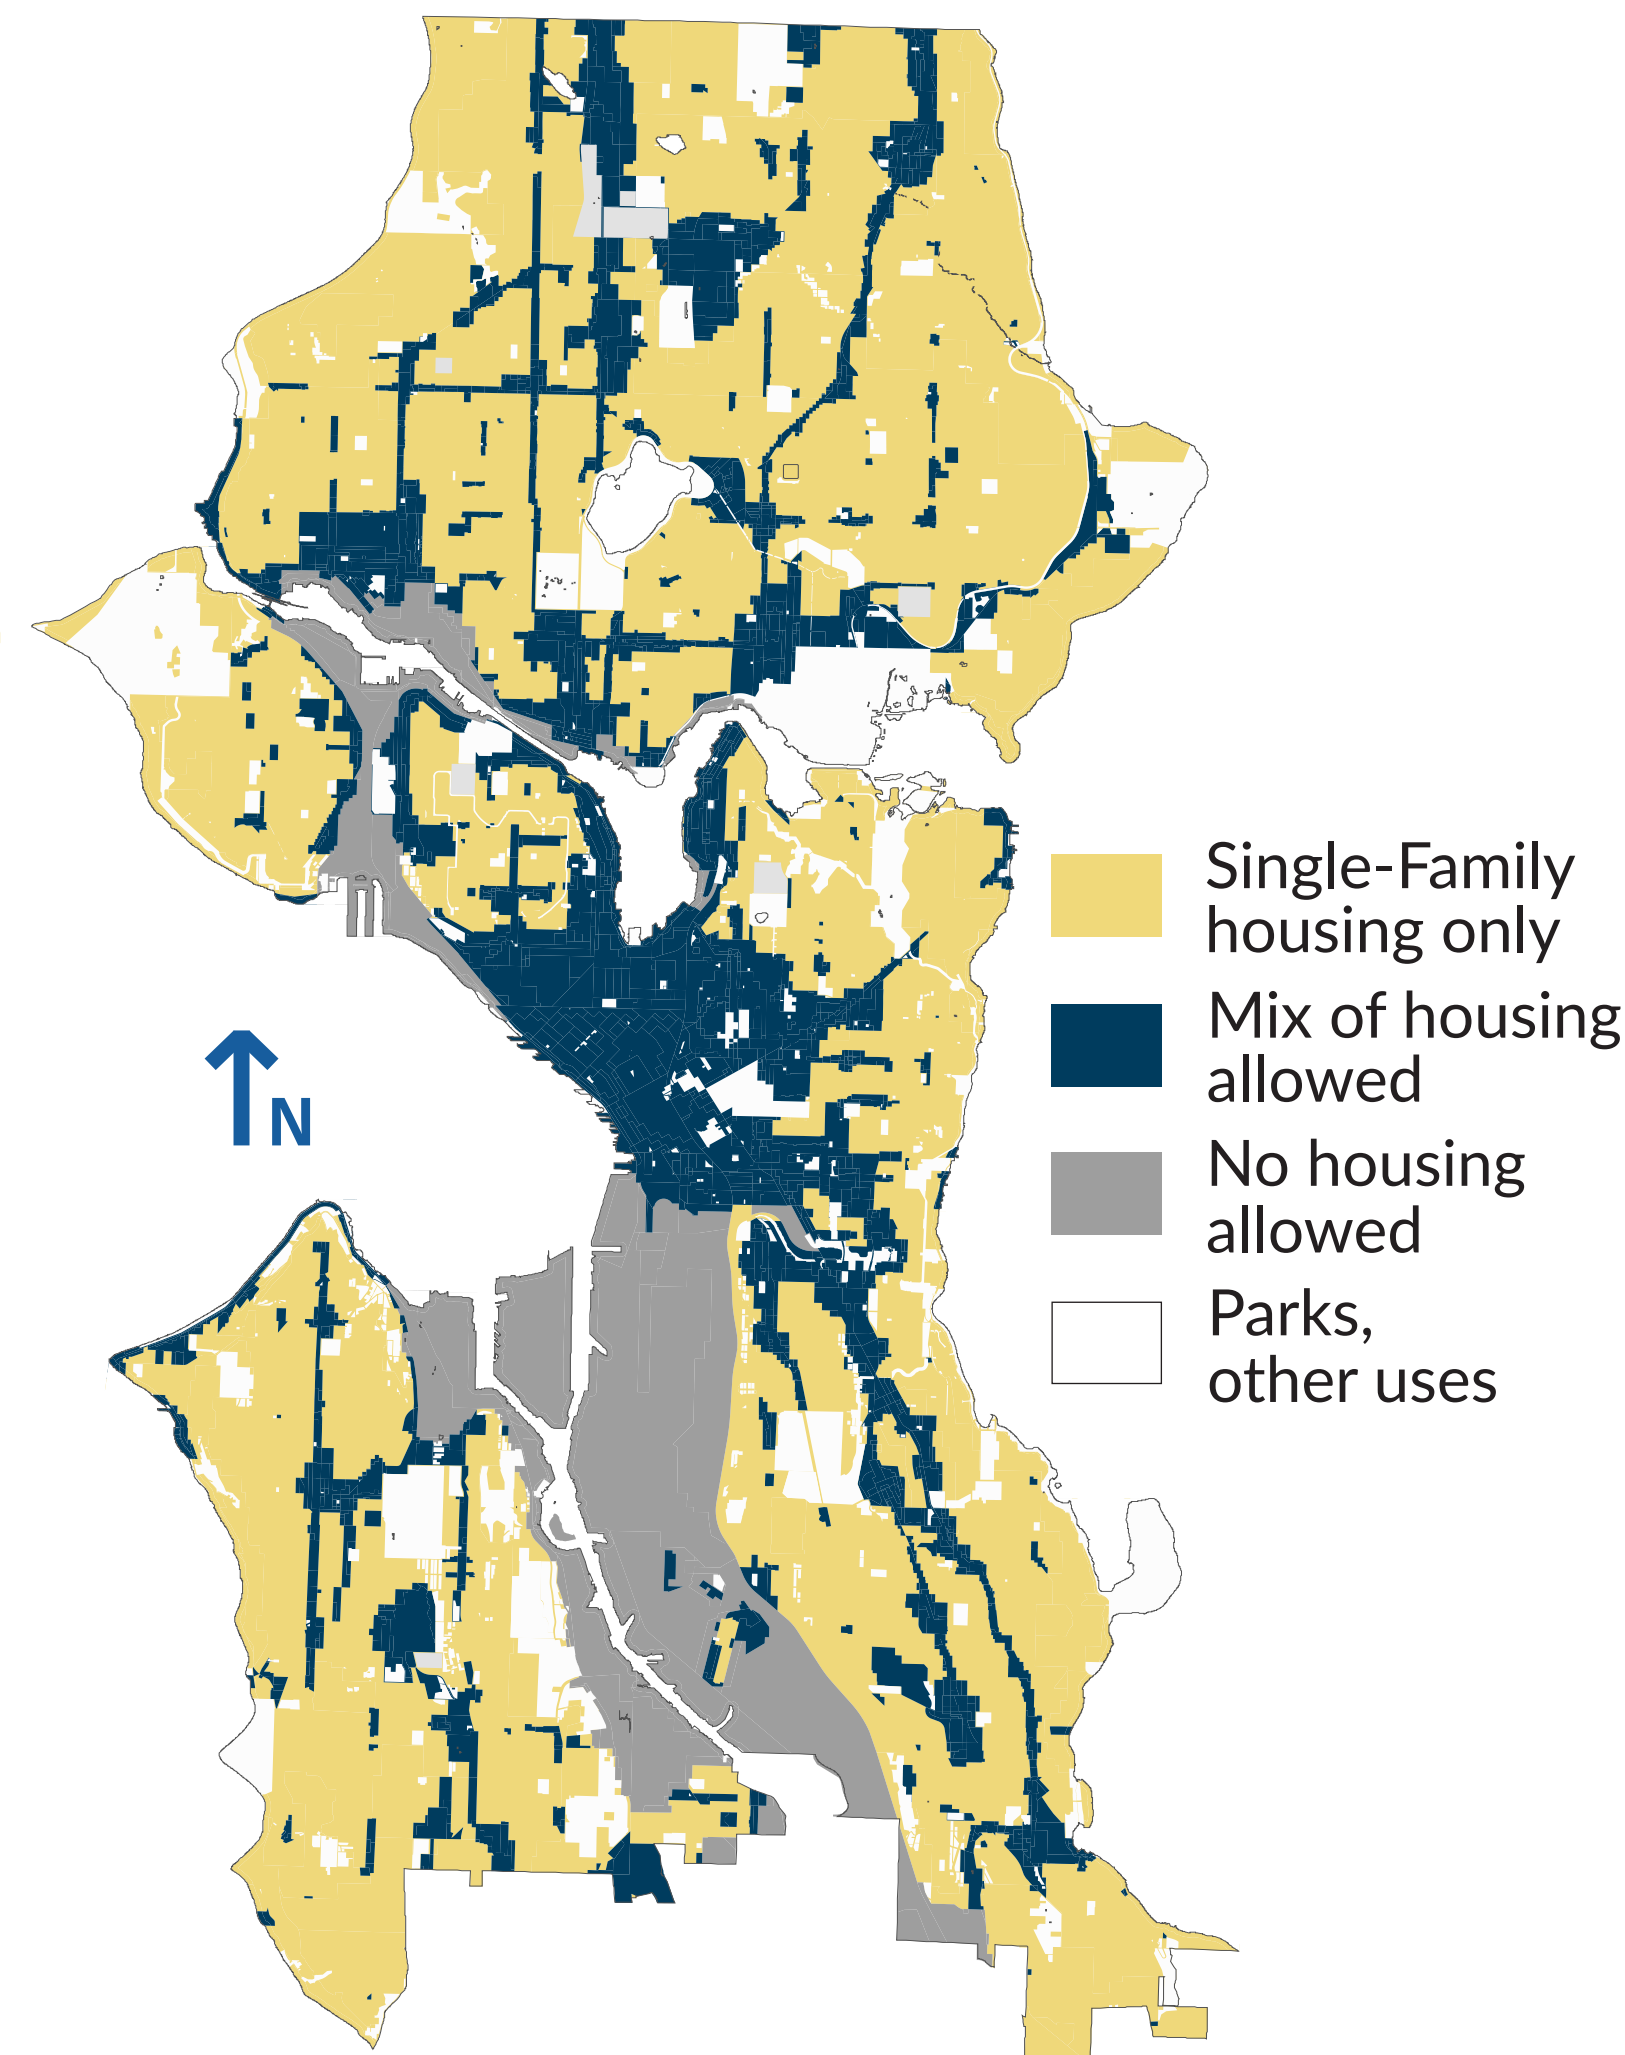 Single-Family
housing only
Mix of housing
allowed
No housing
allowed
Parks,
other uses
N